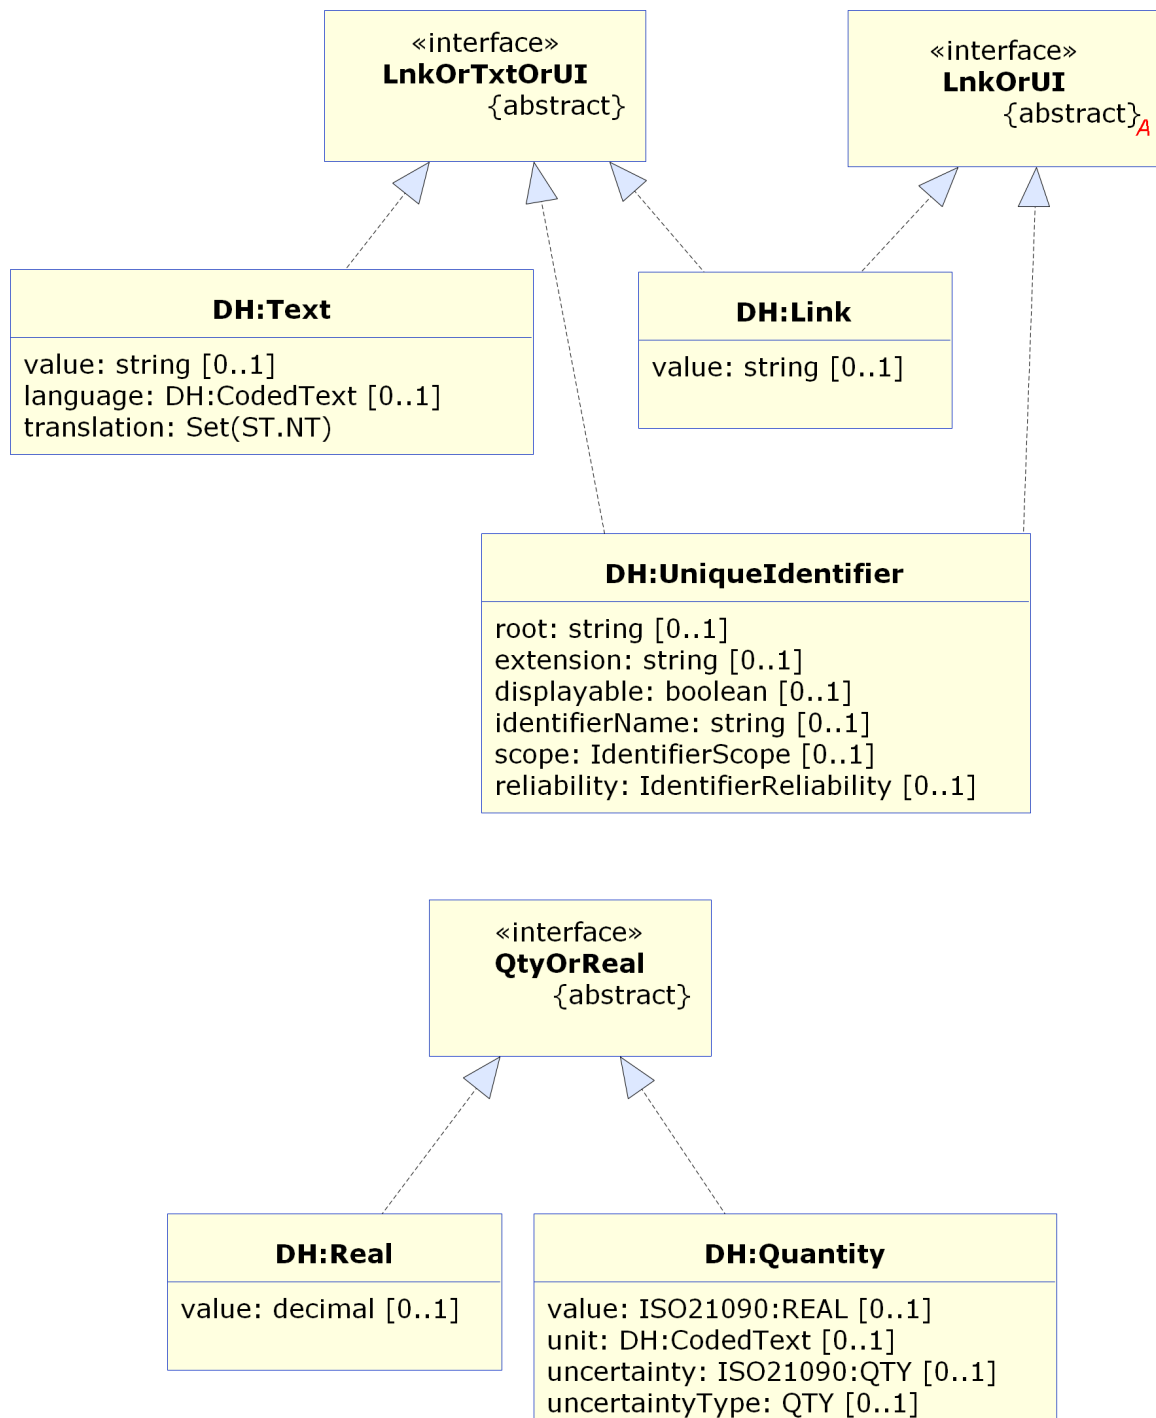 «interface»
LnkOrTxtOrUI
{abstract}
«interface»
LnkOrUI
{abstract}
A
DH:Text
value: string [0..1]
language: DH:CodedText [0..1]
translation: Set(ST.NT)
DH:Link
value: string [0..1]
DH:UniqueIdentifier
root: string [0..1]
extension: string [0..1]
displayable: boolean [0..1]
identifierName: string [0..1]
scope: IdentifierScope [0..1]
reliability: IdentifierReliability [0..1]
«interface»
QtyOrReal
{abstract}
DH:Real
value: decimal [0..1]
DH:Quantity
value: ISO21090:REAL [0..1]
unit: DH:CodedText [0..1]
uncertainty: ISO21090:QTY [0..1]
uncertaintyType: QTY [0..1]